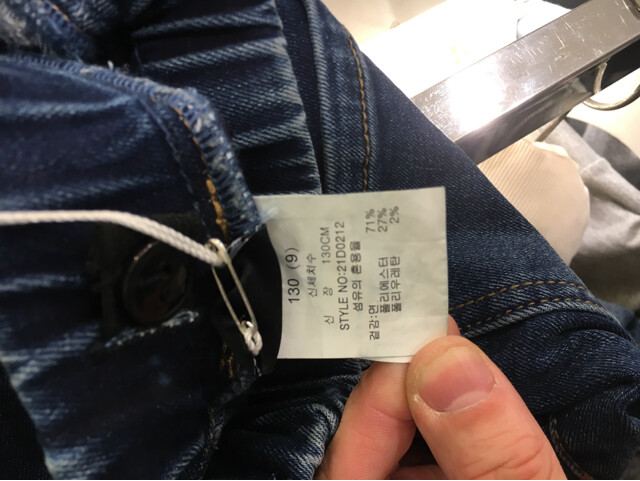 130 (9)
신체치수
신 장 130CM
STYLE NO:21D0212
섬유의 혼용율
겉감:면 71%
폴리에스터 27%
폴리우레탄 2%